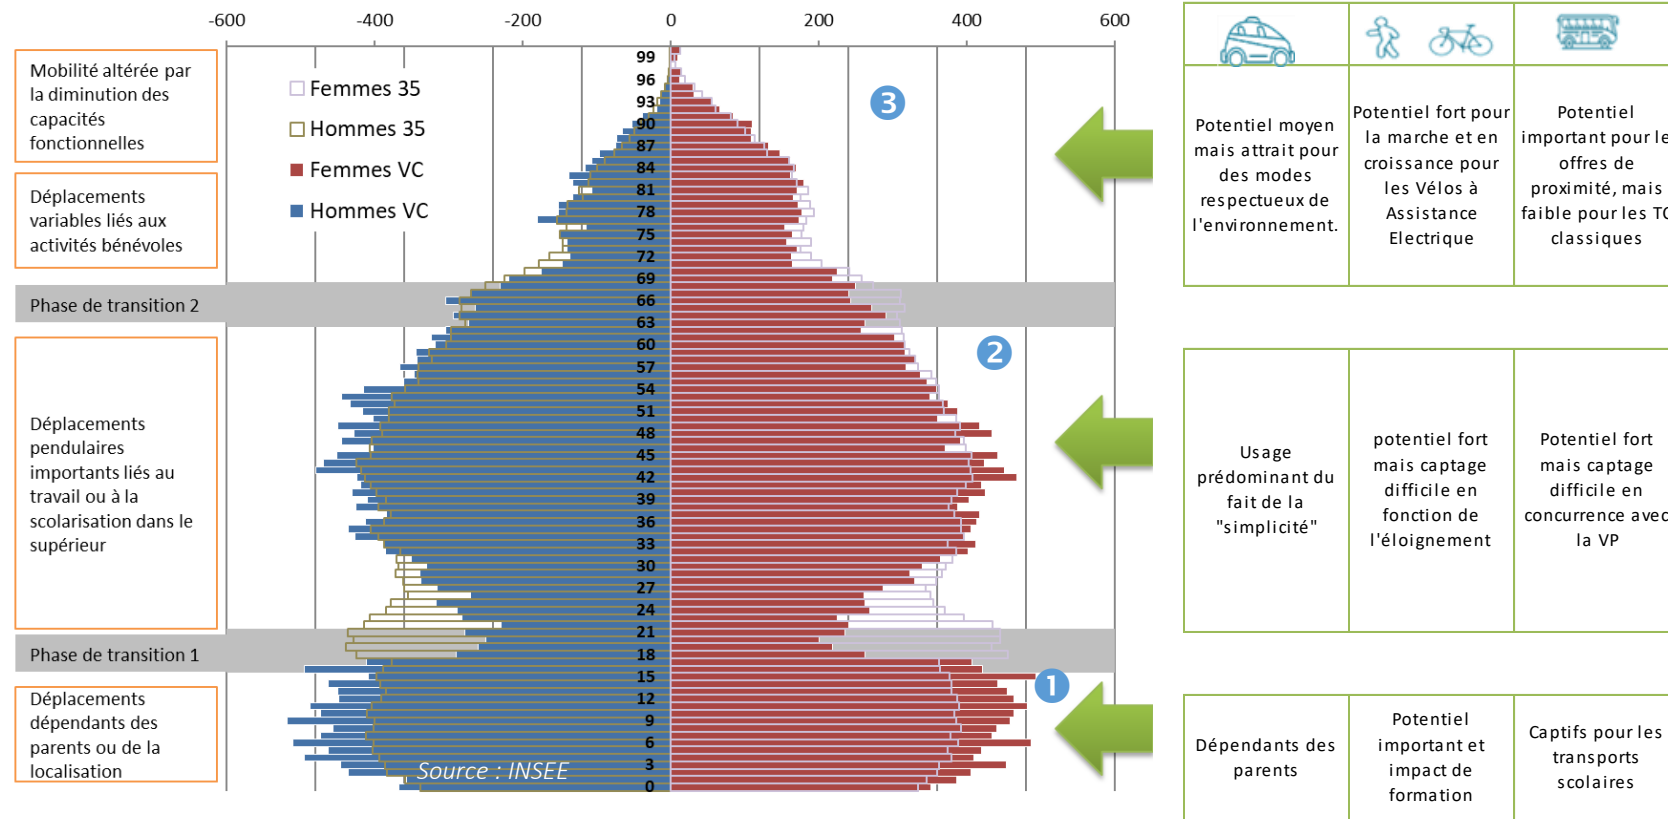 -600
-400
-200
0
200
400
600
Mobilité altérée par
la diminution des
capacités
fonctionnelles
Déplacements
variables liés aux
activités bénévoles
Phase de transition 2
Déplacements
pendulaires
importants liés au
travail ou à la
scolarisation dans le
supérieur
Phase de transition 1
Déplacements
dépendants des
parents ou de la
localisation
Femmes 35
Hommes 35
Femmes VC
Hommes VC
99
96
93
90
87
84
81
78
75
72
69
66
63
60
57
54
51
48
45
42
39
36
33
30
27
24
21
18
15
12
9
6
3
0
3
2
1
Source : INSEE
Potentiel moyen
mais attrait pour
des modes
respectueux de
l'environnement.
Potentiel fort pour
la marche et en
croissance pour
les Vélos à
Assistance
Electrique
Potentiel
important pour le
offres de
proximité, mais
faible pour les TC
classiques
Usage
prédominant du
fait de la
"simplicité"
potentiel fort
mais captage
difficile en
fonction de
l'éloignement
Potentiel fort
mais captage
difficile en
concurrence avec
la VP
Dépendants des
parents
Potentiel
important et
impact de
formation
Captifs pour les
transports
scolaires